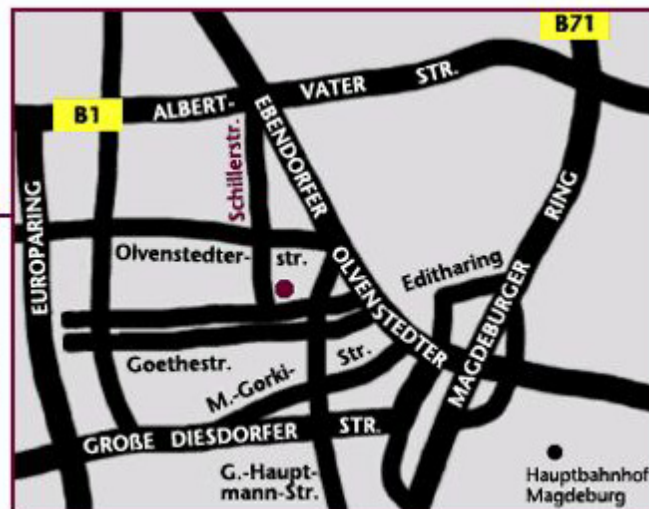 B71
ALBERT- VATER STR.
B1
EBENDORFER
Schillerstr.
EUROPARING
RING
Olvenstedter- str.
OLVENSTEDTER
Editharing
MAGDEBURGER
Goethestr.
M.-Gorki- Str.
GROßE DIESDORFER STR.
G.-Haupt-
mann-Str.
Hauptbahnhof
Magdeburg